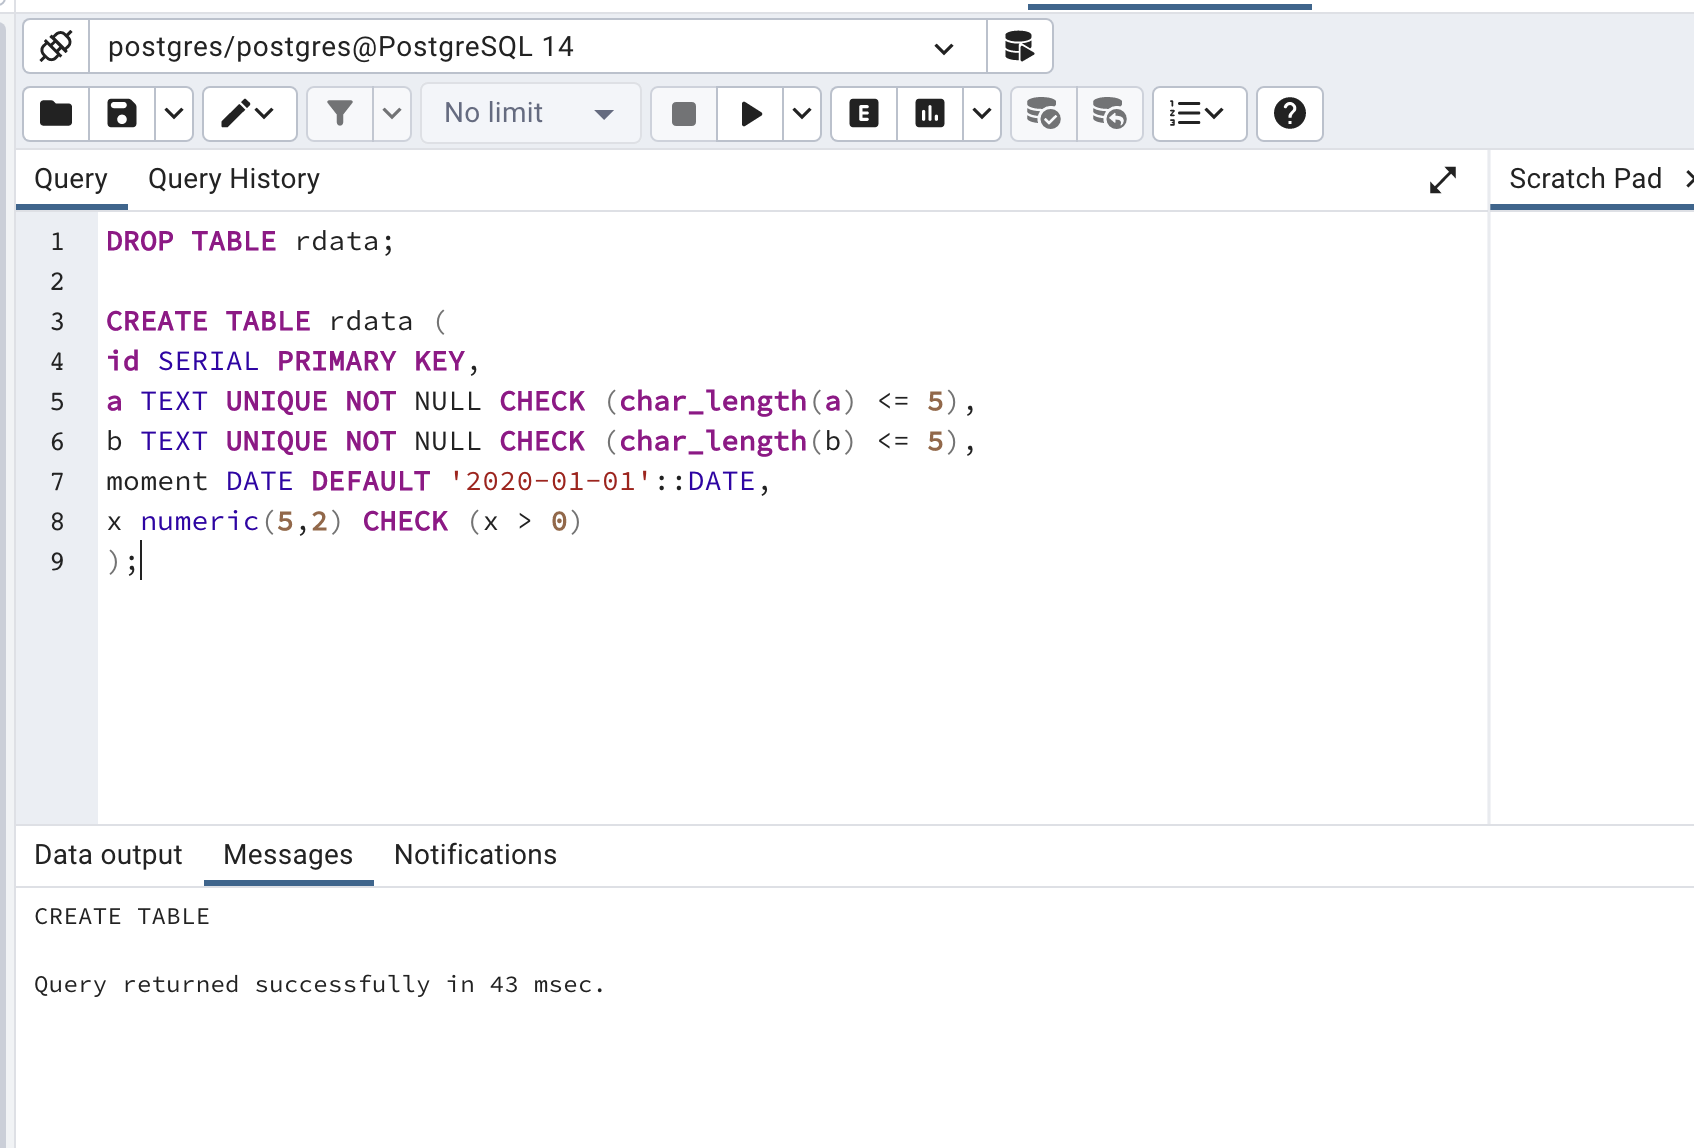 postgres/postgres@PostgreSQL 14
No limit
E
?
Query Query History Scratch Pad
1 DROP TABLE rdata;
2
3 CREATE TABLE rdata (
4 id SERIAL PRIMARY KEY,
5 a TEXT UNIQUE NOT NULL CHECK (char_length(a) <= 5),
6 b TEXT UNIQUE NOT NULL CHECK (char_length(b) <= 5),
7 moment DATE DEFAULT '2020-01-01'::DATE,
8 x numeric(5,2) CHECK (x > 0)
9 );
Data output Messages Notifications
CREATE TABLE
Query returned successfully in 43 msec.